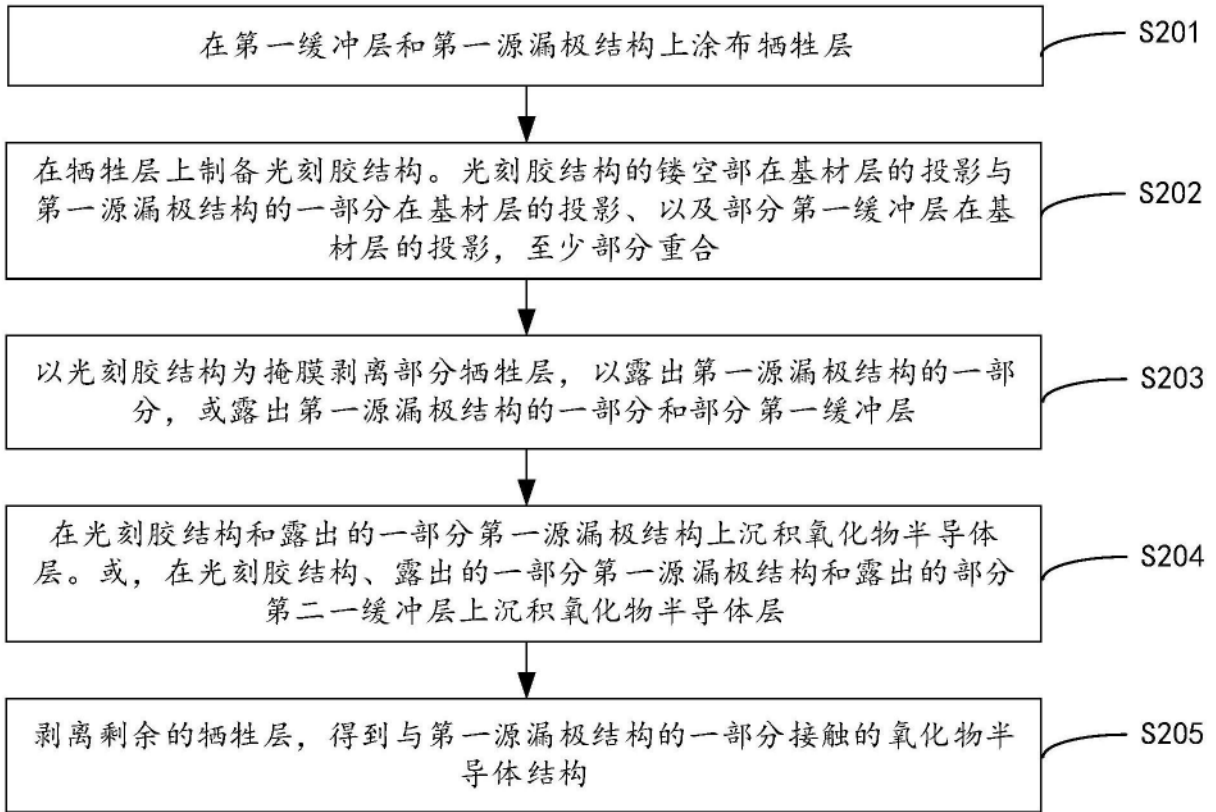 在第一缓冲层和第一源漏极结构上涂布牺牲层
S201
在牺牲层上制备光刻胶结构。光刻胶结构的镂空部在基材层的投影与
第一源漏极结构的一部分在基材层的投影、以及部分第一缓冲层在基
材层的投影，至少部分重合
S202
以光刻胶结构为掩膜剥离部分牺牲层，以露出第一源漏极结构的一部
分，或露出第一源漏极结构的一部分和部分第一缓冲层
S203
在光刻胶结构和露出的一部分第一源漏极结构上沉积氧化物半导体
层。或，在光刻胶结构、露出的一部分第一源漏极结构和露出的部分
第二一缓冲层上沉积氧化物半导体层
S204
剥离剩余的牺牲层，得到与第一源漏极结构的一部分接触的氧化物半
导体结构
S205